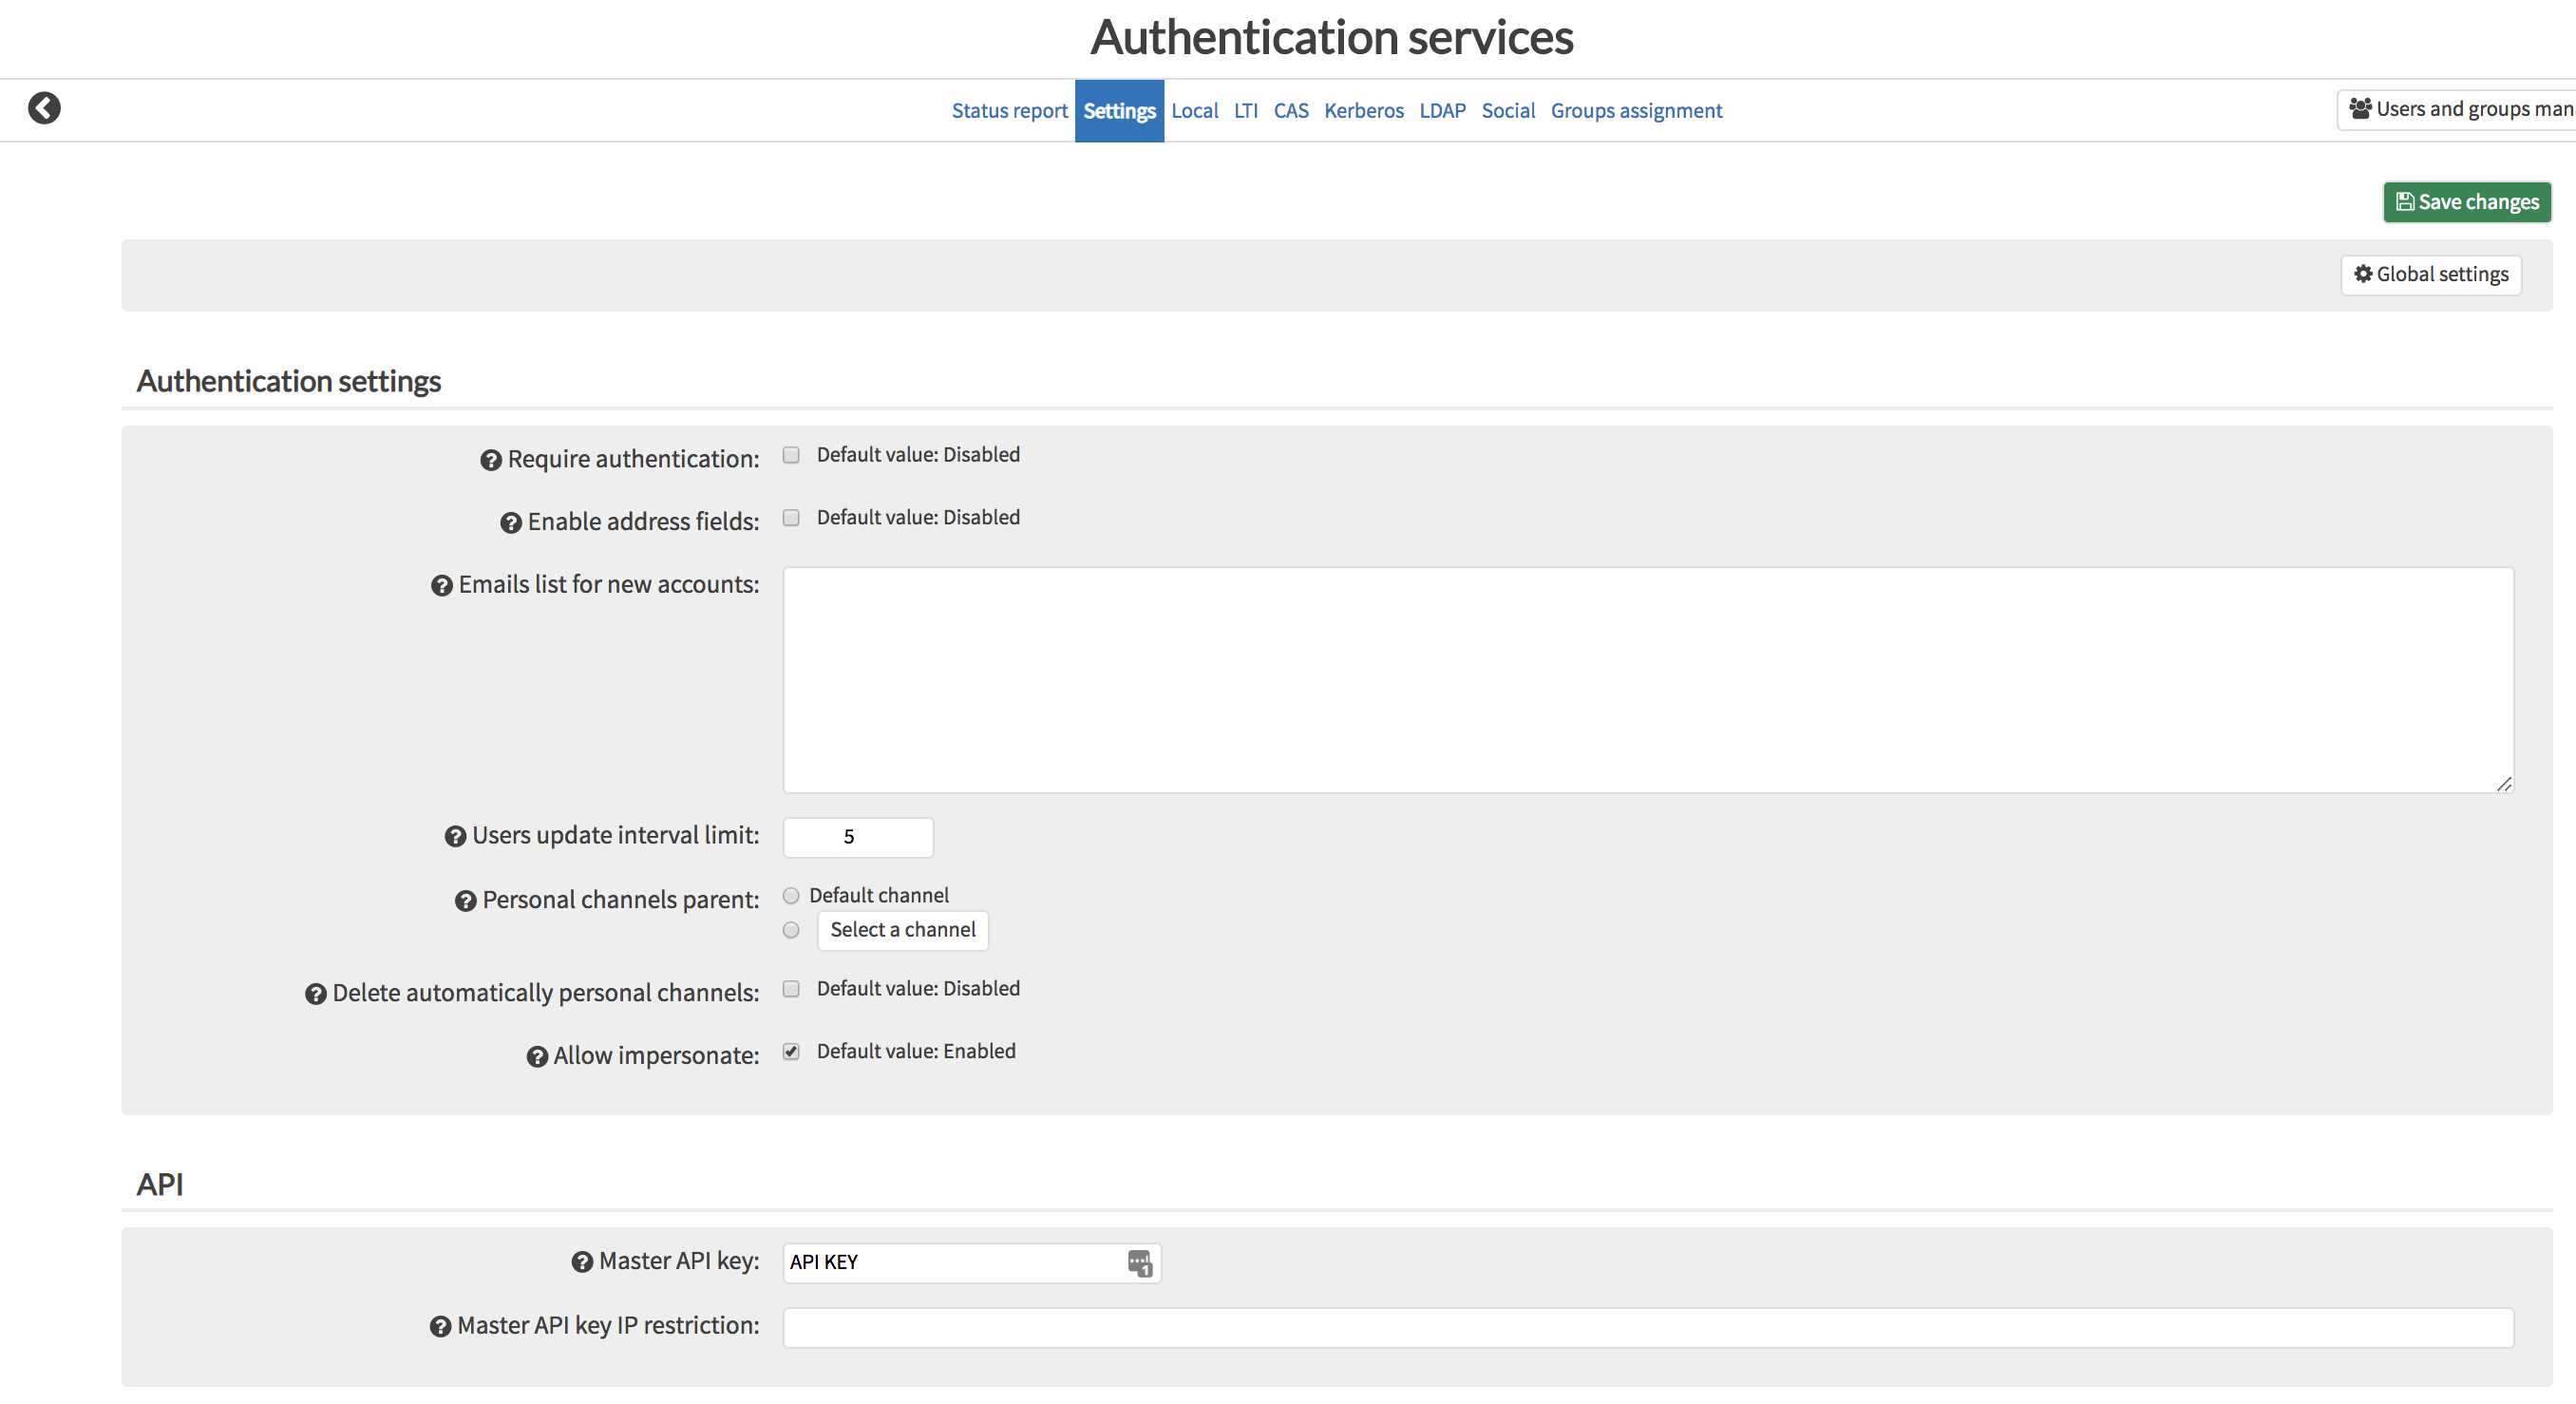 Authentication services
Status report Settings Local LTI CAS Kerberos LDAP Social Groups assignment
Users and groups man
Save changes
Global settings
Authentication settings
Require authentication: Default value: Disabled
Enable address fields: Default value: Disabled
Emails list for new accounts:
Users update interval limit: 5
Personal channels parent: Default channel
Select a channel
Delete automatically personal channels: Default value: Disabled
Allow impersonate: Default value: Enabled
API
Master API key: API KEY 1
Master API key IP restriction: